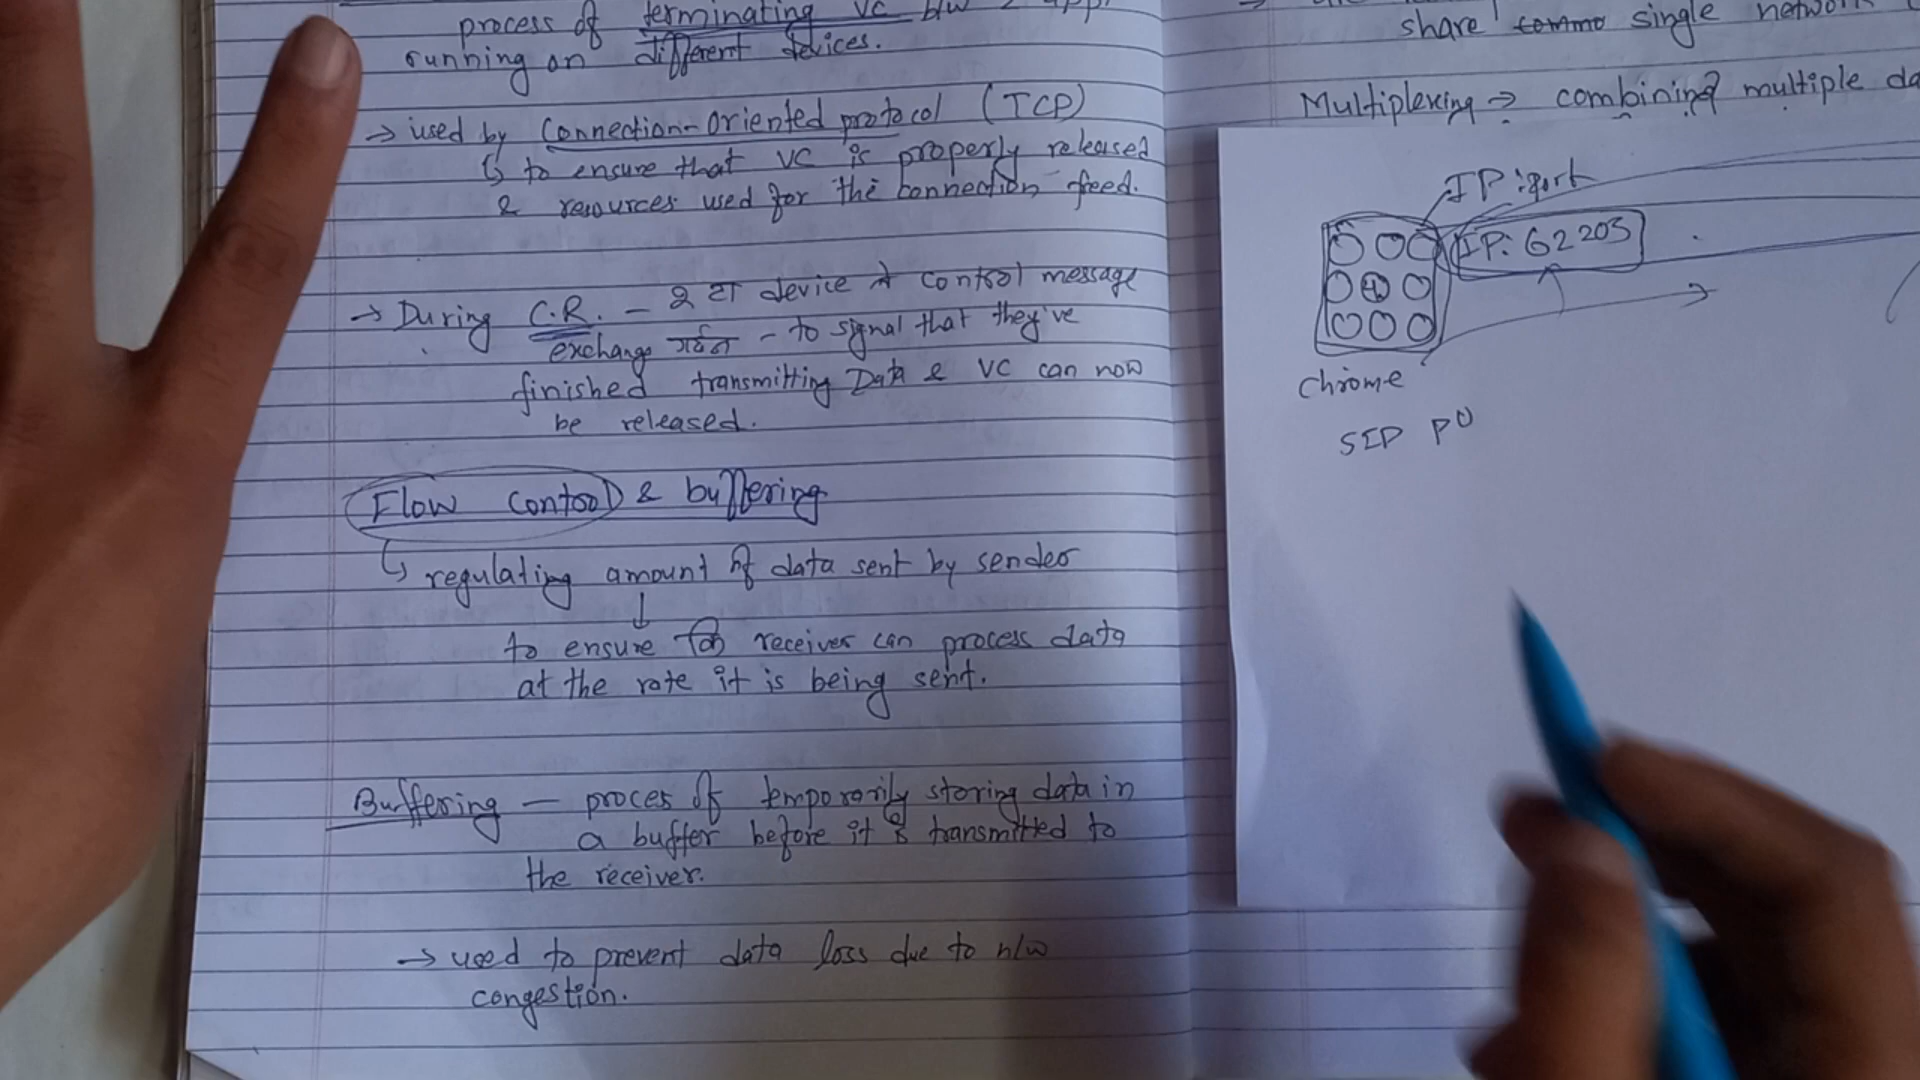 process of terminating VC b/w 2 app.
running on different devices.
→ used by Connection-Oriented protocol (TCP)
↳ to ensure that VC is properly released
& resources used for the connection freed.
→ During C.R. – 2 टा device ले control message
exchange गर्दछन – to signal that they've
finished transmitting Data & VC can now
be released.
Flow Control & buffering
↳ regulating amount of data sent by sender
↓
to ensure कि receiver can process data
at the rate it is being sent.
Buffering – proces of temporarily storing data in
a buffer before it is transmitted to
the receiver.
→ used to prevent data loss due to n/w
congestion.
share commo single network
Multiplexing → combining multiple da
IP:port
IP: 62205
Chrome